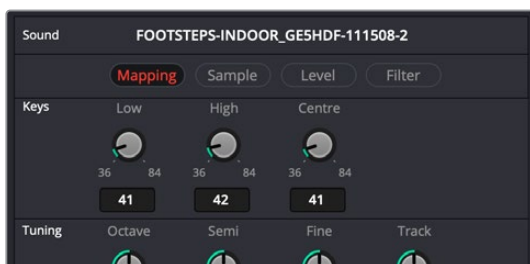 Sound FOOTSTEPS-INDOOR_GE5HDF-111508-2
Mapping Sample Level Filter
Keys Low High Centre
36 84 36 84 36 84
41 42 41
Tuning Octave Semi Fine Track